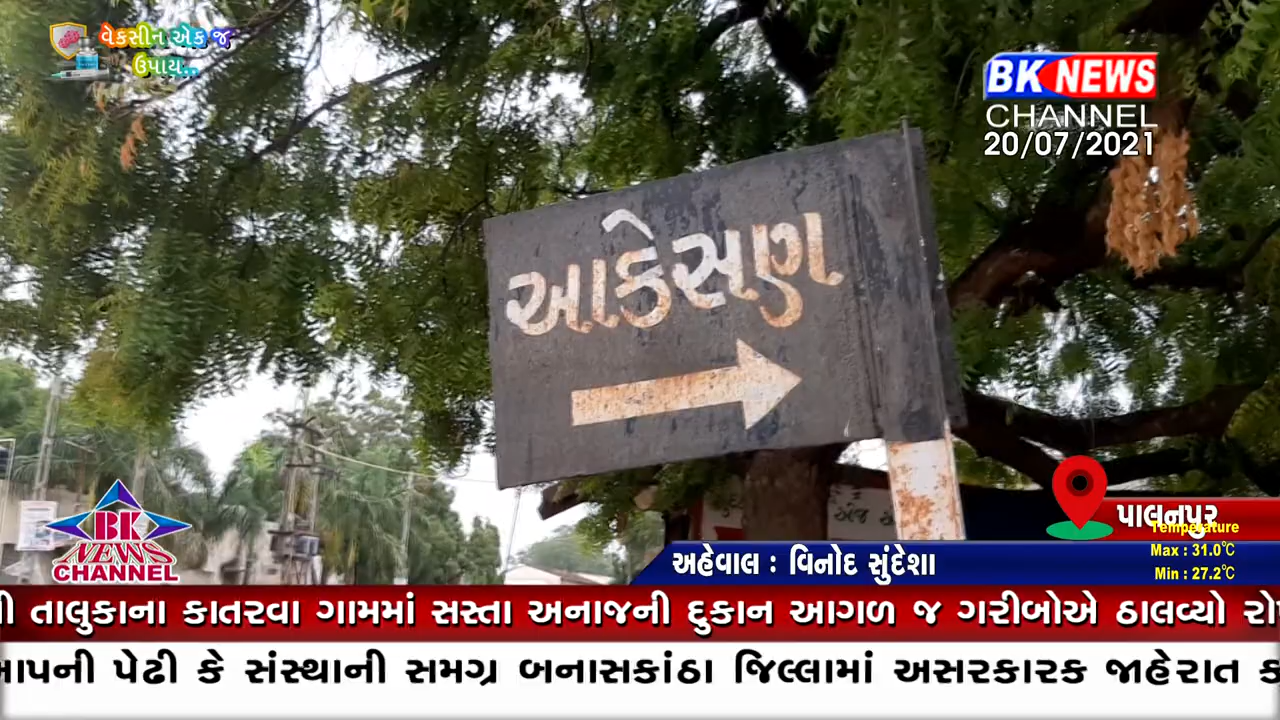 વેકસીન એક જ
ઉપાય..
BK NEWS
CHANNEL
20/07/2021
આકેસણ
પાલનપુર
Temperature
Max : 31.0℃
Min : 27.2℃
અહેવાલ : વિનોદ સુંદેશા
BK
NEWS
CHANNEL
તાલુકાના કાતરવા ગામમાં સસ્તા અનાજની દુકાન આગળ જ ગરીબોએ ઠાલવ્યો
આપની પેઢી કે સંસ્થાની સમગ્ર બનાસકાંઠા જિલ્લામાં અસરકારક જાહેરાત